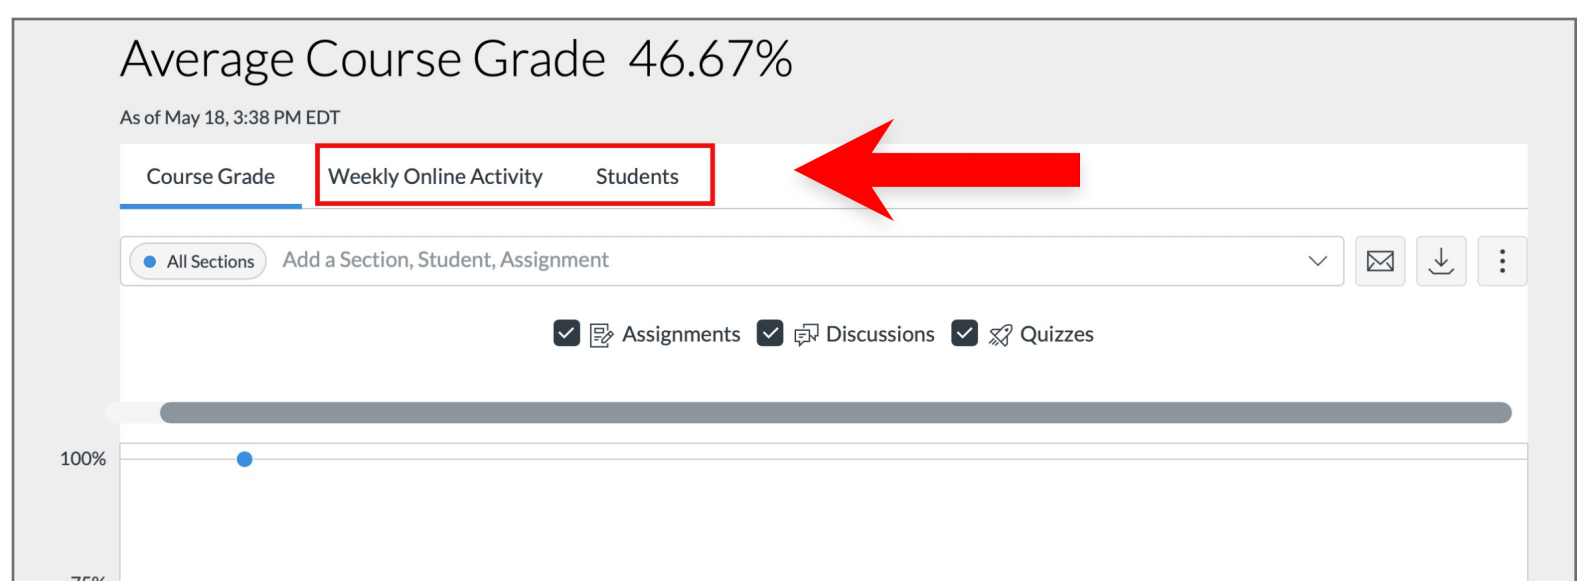 Average Course Grade 46.67%
As of May 18, 3:38 PM EDT
Course Grade Weekly Online Activity Students
All Sections Add a Section, Student, Assignment
Assignments Discussions Quizzes
100%
75%